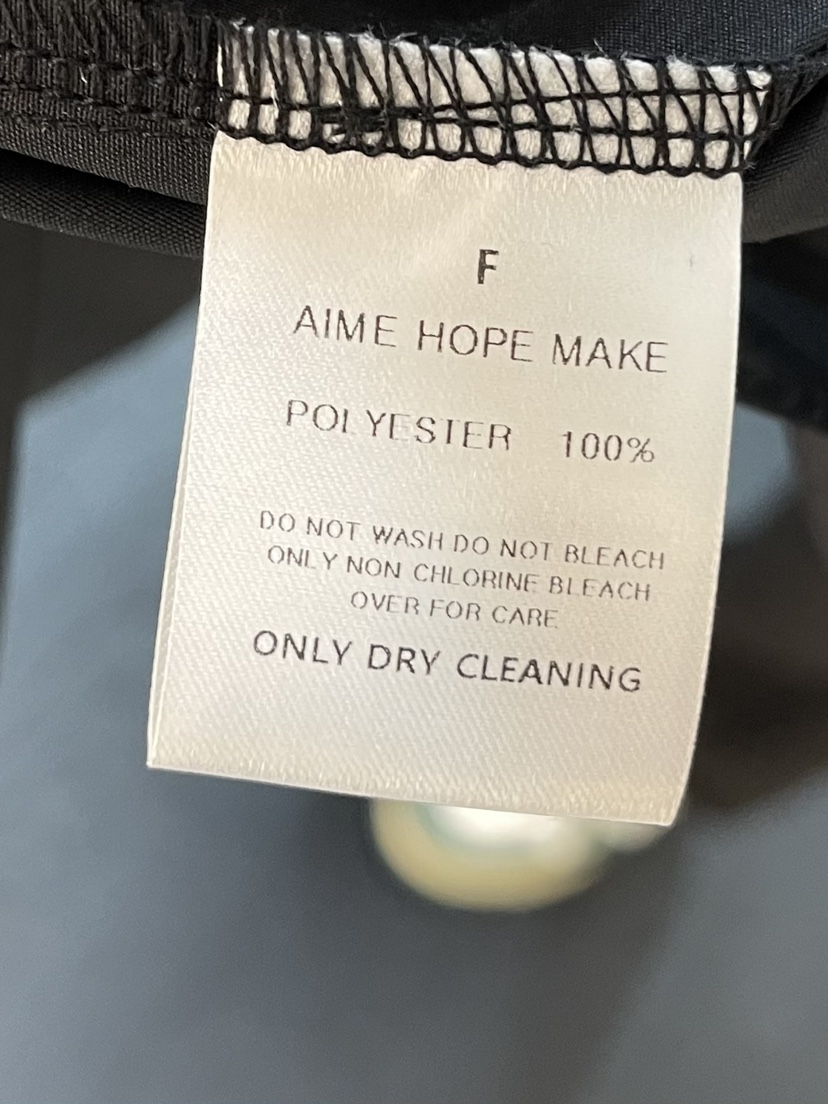 F
AIME HOPE MAKE
POLYESTER 100%
DO NOT WASH DO NOT BLEACH
ONLY NON CHLORINE BLEACH
OVER FOR CARE
ONLY DRY CLEANING